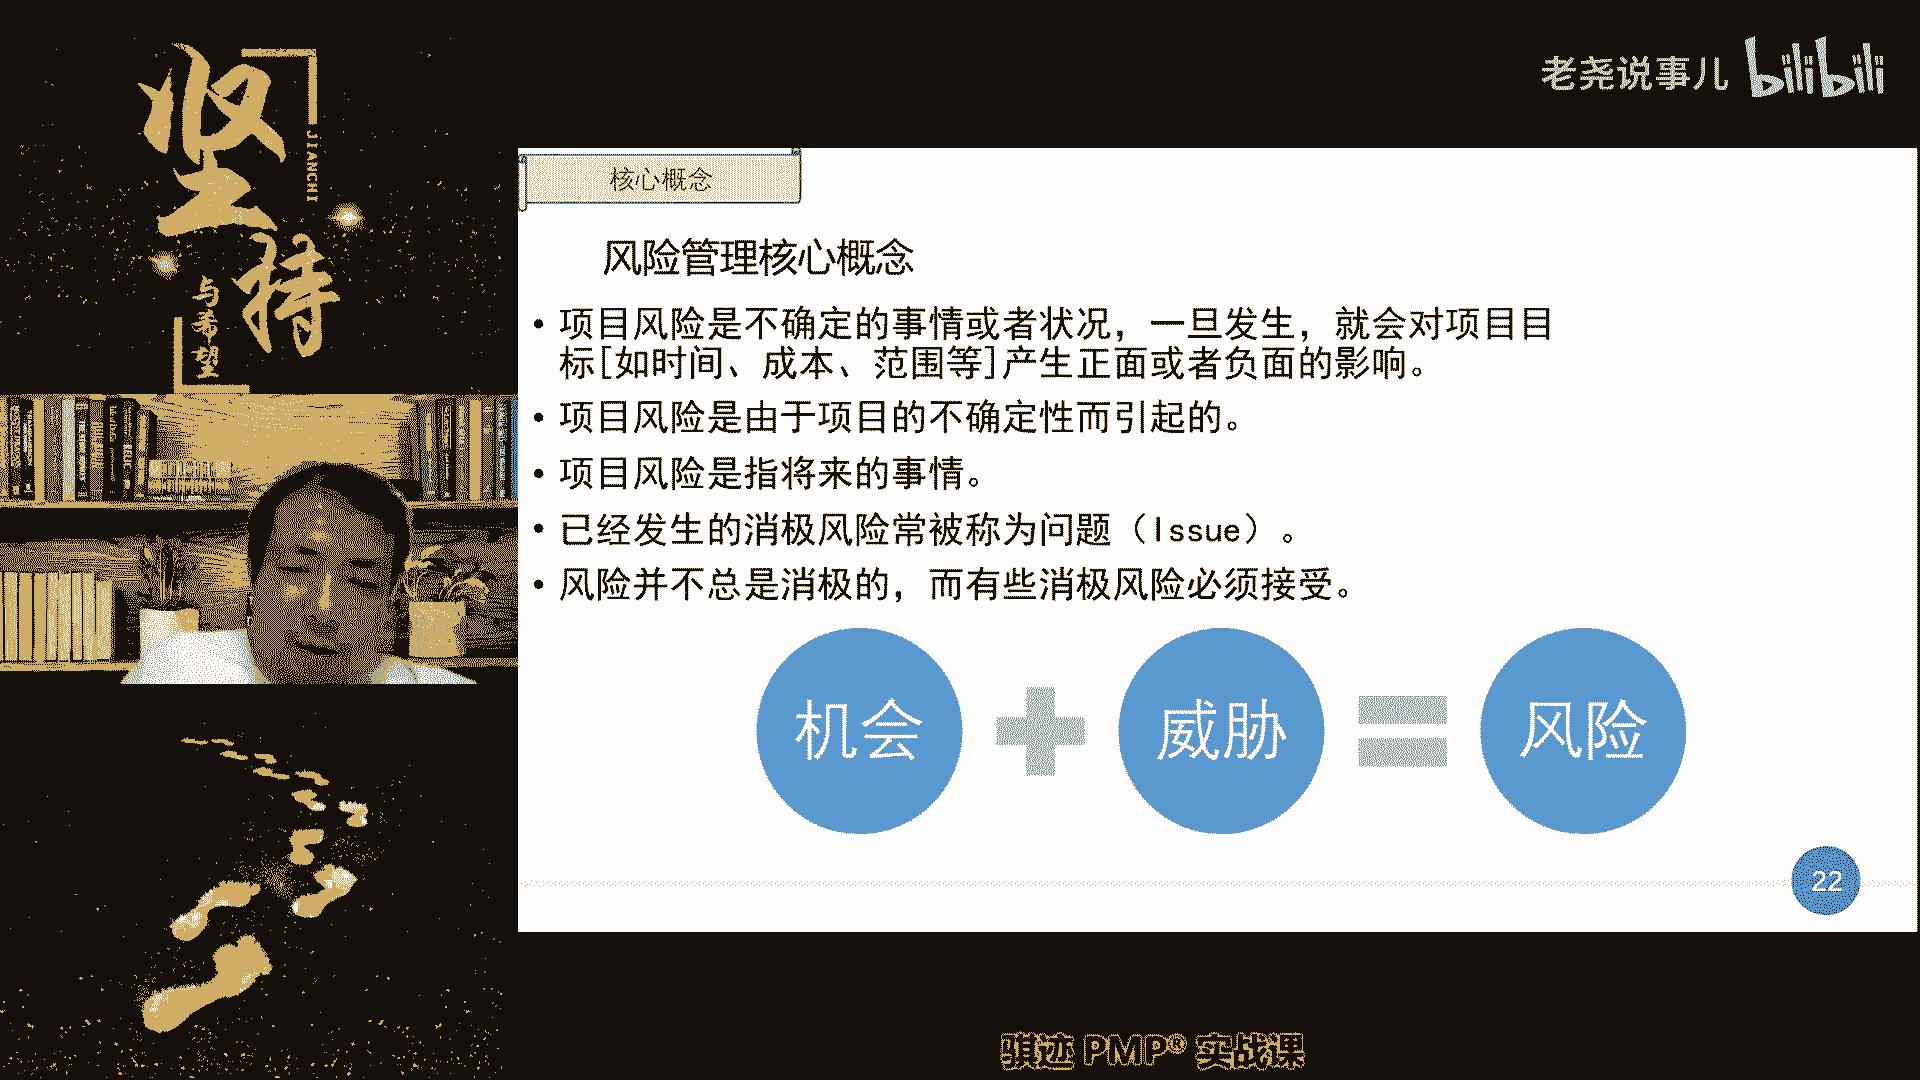 坚持
JIANCHI
与希望
老尧说事儿 bilibili
核心概念
风险管理核心概念
• 项目风险是不确定的事情或者状况，一旦发生，就会对项目目
标[如时间、成本、范围等]产生正面或者负面的影响。
• 项目风险是由于项目的不确定性而引起的。
• 项目风险是指将来的事情。
• 已经发生的消极风险常被称为问题（Issue）。
• 风险并不总是消极的，而有些消极风险必须接受。
机会 + 威胁 = 风险
22
骐迹 PMP® 实战课